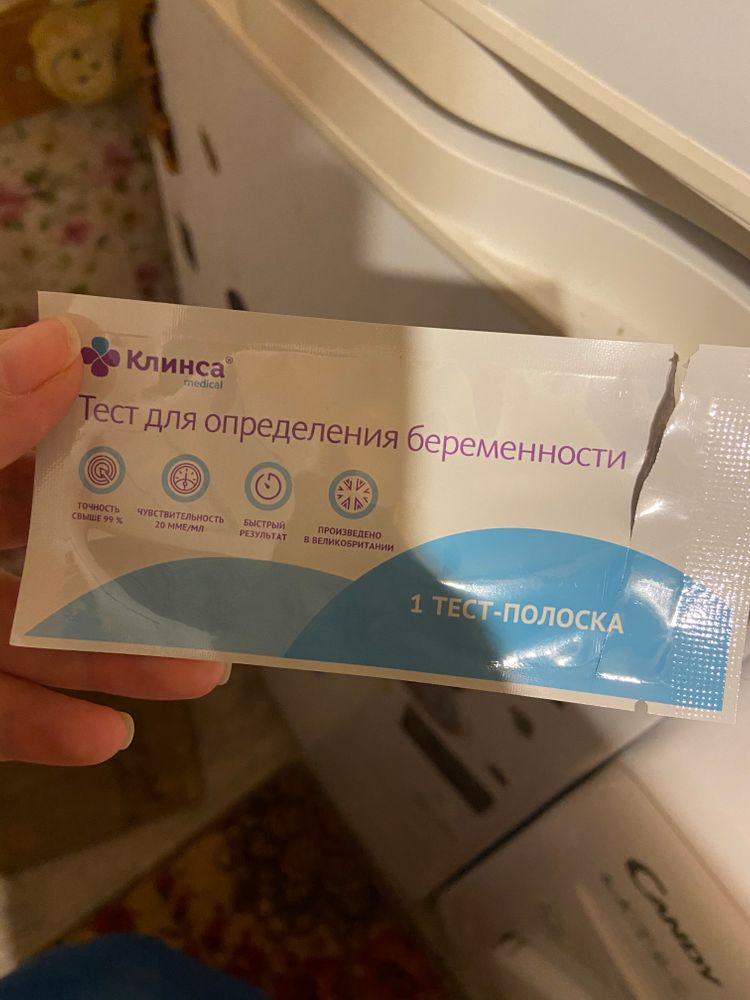 Клинса®
medical
Тест для определения беременности
ТОЧНОСТЬ
СВЫШЕ 99 %
ЧУВСТВИТЕЛЬНОСТЬ
20 ММЕ/МЛ
БЫСТРЫЙ
РЕЗУЛЬТАТ
ПРОИЗВЕДЕНО
В ВЕЛИКОБРИТАНИИ
1 ТЕСТ-ПОЛОСКА
CANDY